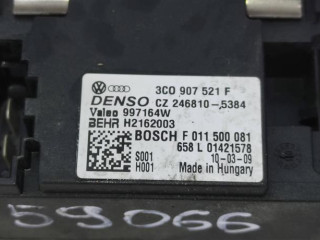 3C0 907 521 F
DENSO CZ 246810-5384
Valeo 997164W
BEHR H2162003
BOSCH F 011 500 081
658 L 01421578
S001 10-03-09
H001 Made in Hungary
59066